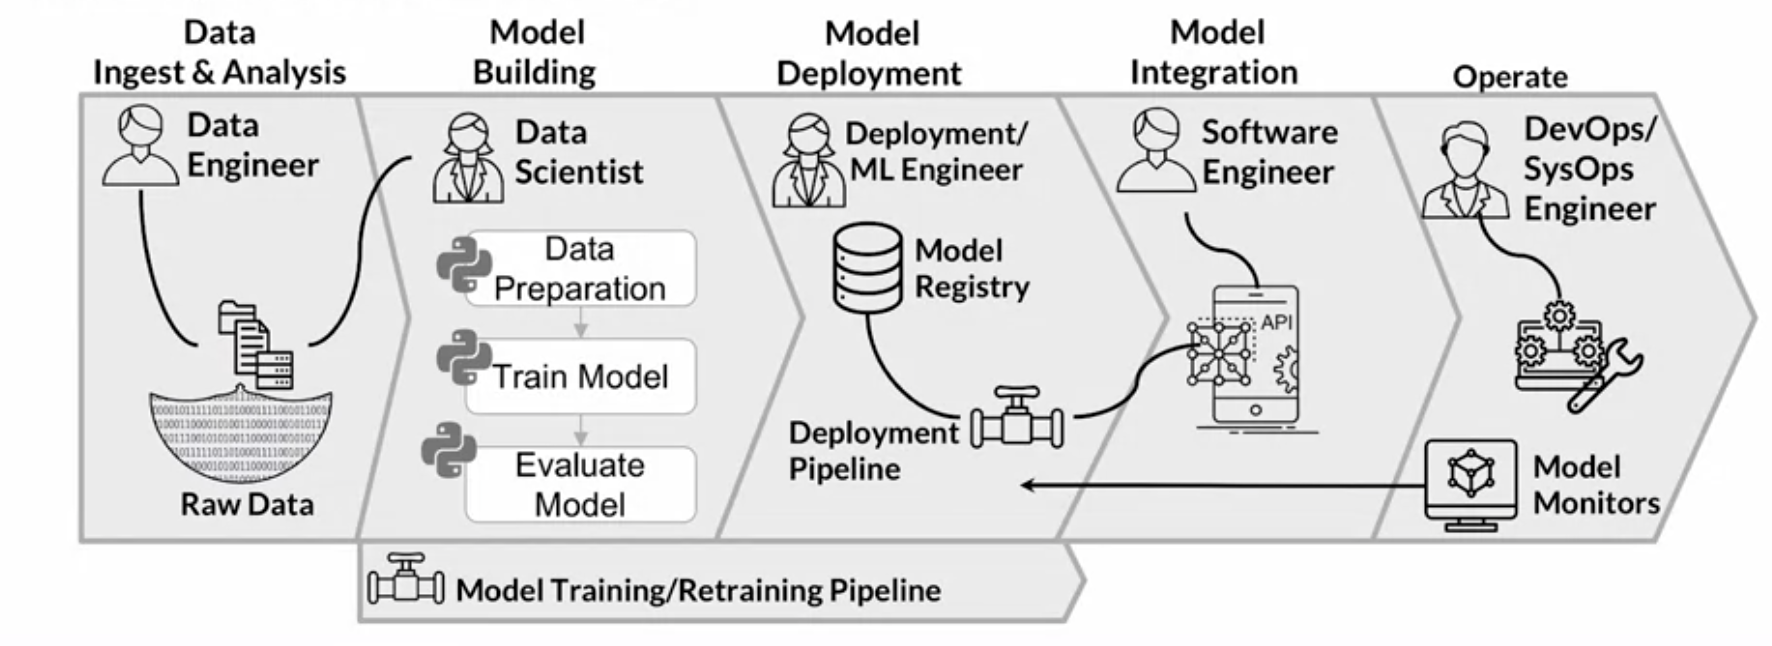 Data
Ingest & Analysis
Model
Building
Model
Deployment
Model
Integration
Operate
Data
Engineer
Raw Data
Data
Scientist
Data
Preparation
Train Model
Evaluate
Model
Deployment/
ML Engineer
Model
Registry
Deployment
Pipeline
Software
Engineer
API
DevOps/
SysOps
Engineer
Model
Monitors
Model Training/Retraining Pipeline